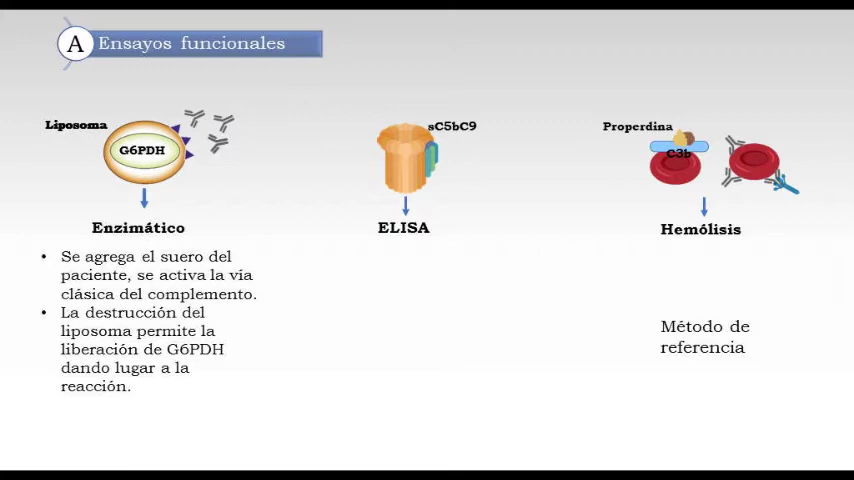 A
Ensayos funcionales
Liposoma
G6PDH
Enzimático
• Se agrega el suero del
paciente, se activa la vía
clásica del complemento.
• La destrucción del
liposoma permite la
liberación de G6PDH
dando lugar a la
reacción.
sC5bC9
ELISA
Properdina
C3b
Hemólisis
Método de
referencia